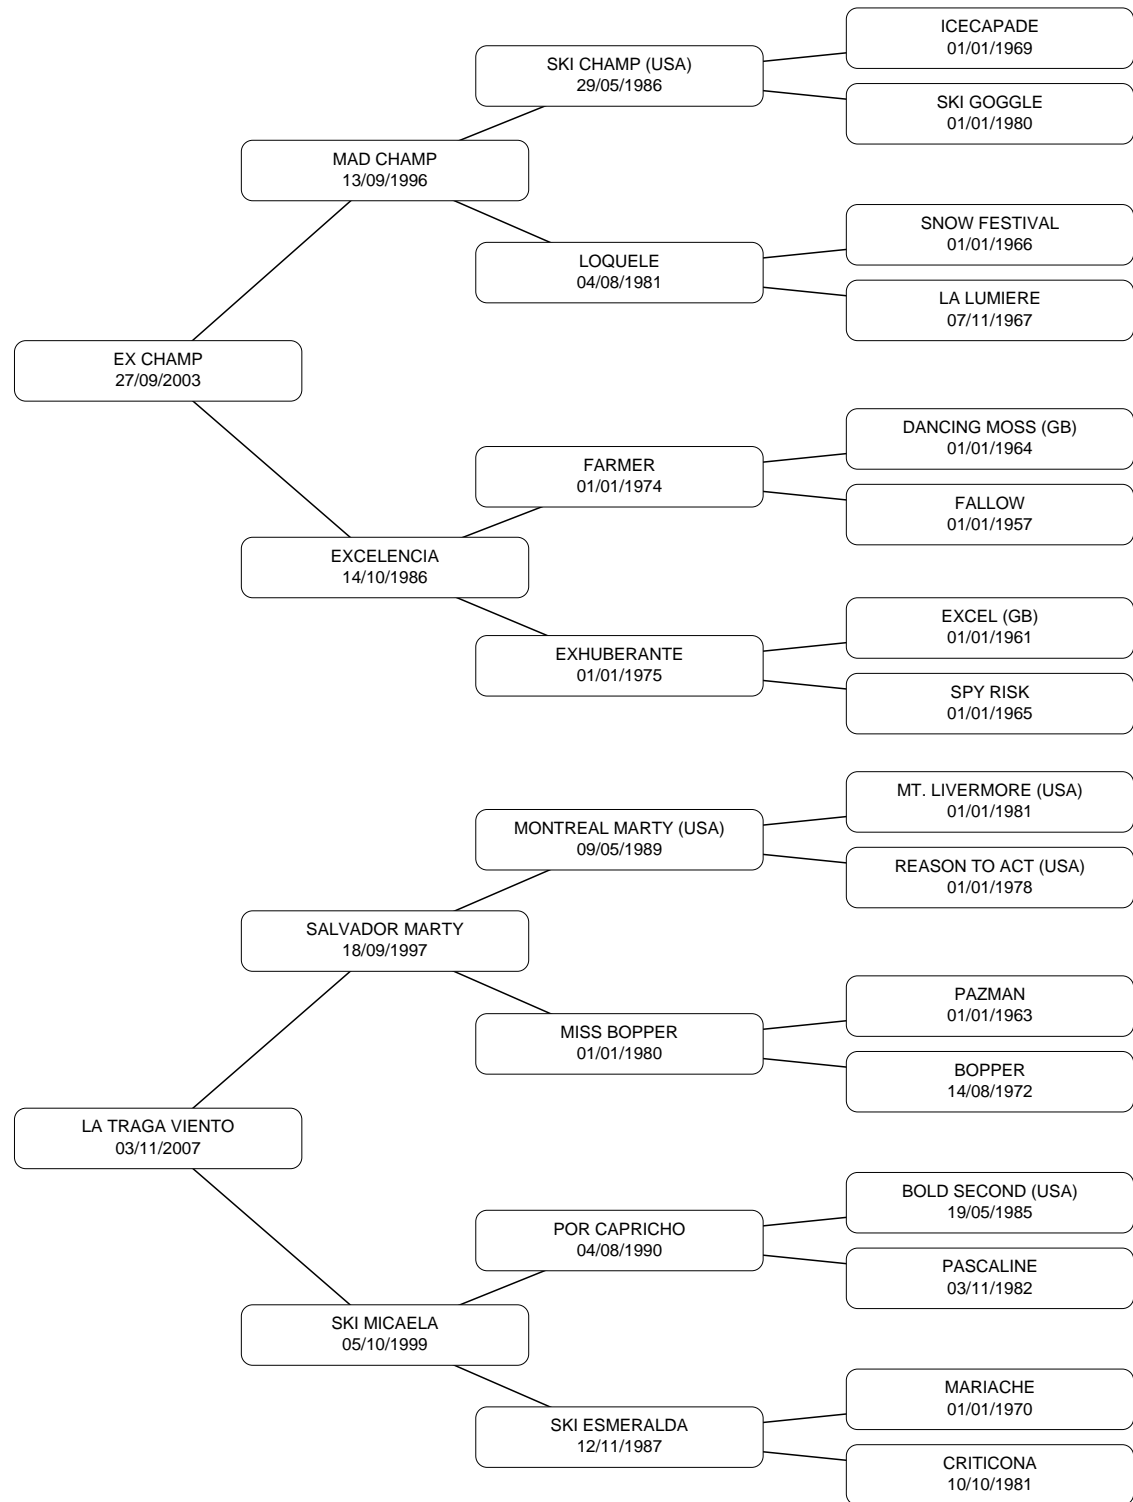 ICECAPADE
01/01/1969
SKI CHAMP (USA)
29/05/1986
SKI GOGGLE
01/01/1980
MAD CHAMP
13/09/1996
SNOW FESTIVAL
01/01/1966
LOQUELE
04/08/1981
LA LUMIERE
07/11/1967
EX CHAMP
27/09/2003
DANCING MOSS (GB)
01/01/1964
FARMER
01/01/1974
FALLOW
01/01/1957
EXCELENCIA
14/10/1986
EXCEL (GB)
01/01/1961
EXHUBERANTE
01/01/1975
SPY RISK
01/01/1965
MT. LIVERMORE (USA)
01/01/1981
MONTREAL MARTY (USA)
09/05/1989
REASON TO ACT (USA)
01/01/1978
SALVADOR MARTY
18/09/1997
PAZMAN
01/01/1963
MISS BOPPER
01/01/1980
BOPPER
14/08/1972
LA TRAGA VIENTO
03/11/2007
BOLD SECOND (USA)
19/05/1985
POR CAPRICHO
04/08/1990
PASCALINE
03/11/1982
SKI MICAELA
05/10/1999
MARIACHE
01/01/1970
SKI ESMERALDA
12/11/1987
CRITICONA
10/10/1981